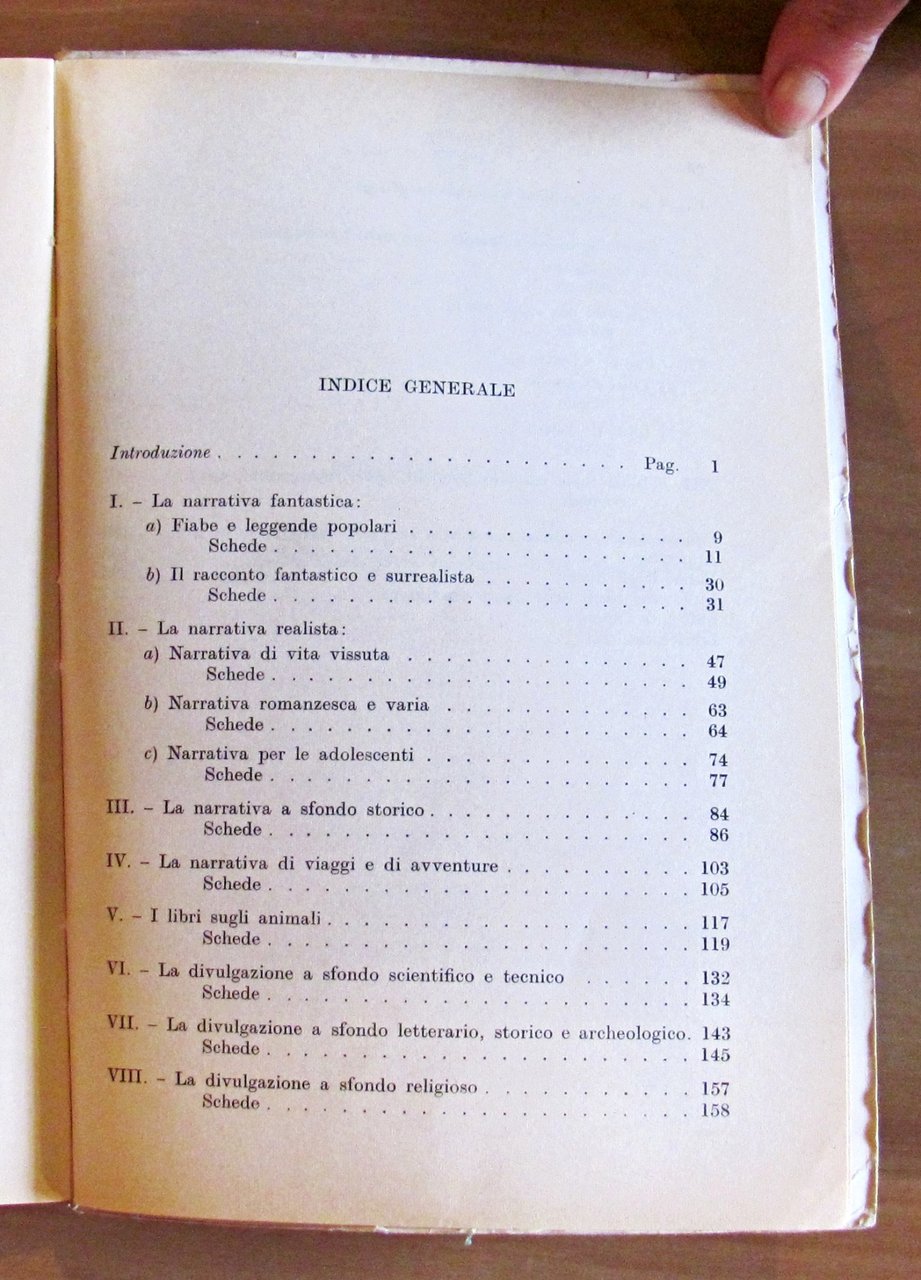 INDICE GENERALE
Introduzione . . . . . . . . . . . . . . . . . . . . . . Pag. 1
I. – La narrativa fantastica:
a) Fiabe e leggende popolari . . . . . . . . . . . . . . . 9
Schede . . . . . . . . . . . . . . . . . . . . . . 11
b) Il racconto fantastico e surrealista . . . . . . . . . . . 30
Schede . . . . . . . . . . . . . . . . . . . . . . 31
II. – La narrativa realista:
a) Narrativa di vita vissuta . . . . . . . . . . . . . . . 47
Schede . . . . . . . . . . . . . . . . . . . . . . 49
b) Narrativa romanzesca e varia . . . . . . . . . . . . . 63
Schede . . . . . . . . . . . . . . . . . . . . . . 64
c) Narrativa per le adolescenti . . . . . . . . . . . . . . 74
Schede . . . . . . . . . . . . . . . . . . . . . . 77
III. – La narrativa a sfondo storico . . . . . . . . . . . . . . 84
Schede . . . . . . . . . . . . . . . . . . . . . . 86
IV. – La narrativa di viaggi e di avventure . . . . . . . . . . 103
Schede . . . . . . . . . . . . . . . . . . . . . . 105
V. – I libri sugli animali . . . . . . . . . . . . . . . . . . . 117
Schede . . . . . . . . . . . . . . . . . . . . . . 119
VI. – La divulgazione a sfondo scientifico e tecnico . . . . . . 132
Schede . . . . . . . . . . . . . . . . . . . . . . 134
VII. – La divulgazione a sfondo letterario, storico e archeologico. 143
Schede . . . . . . . . . . . . . . . . . . . . . . 145
VIII. – La divulgazione a sfondo religioso . . . . . . . . . . . 157
Schede . . . . . . . . . . . . . . . . . . . . . . 158